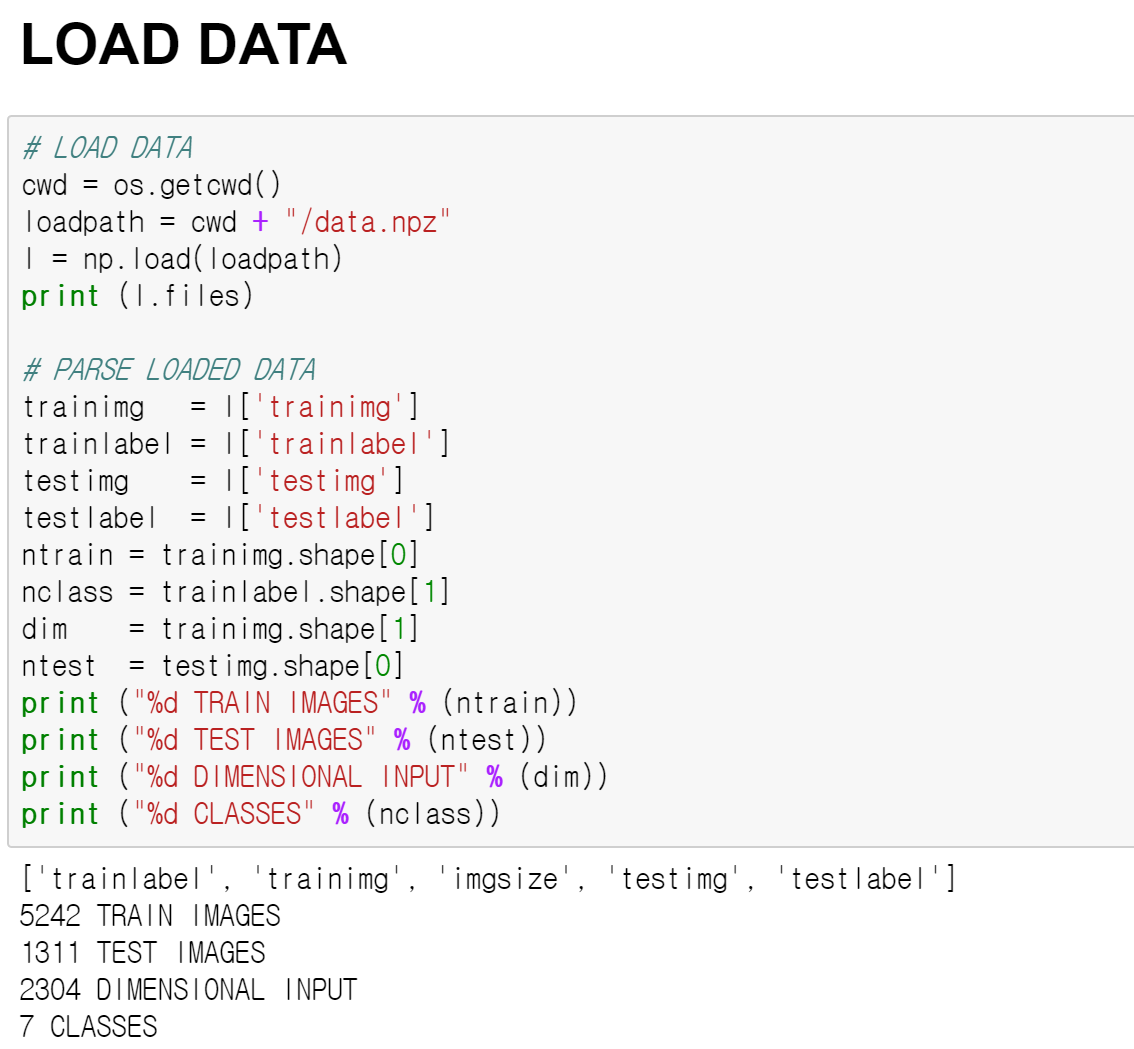 LOAD DATA
# LOAD DATA
cwd = os.getcwd()
loadpath = cwd + "/data.npz"
l = np.load(loadpath)
print (l.files)
# PARSE LOADED DATA
trainimg   = l['trainimg']
trainlabel = l['trainlabel']
testimg    = l['testimg']
testlabel  = l['testlabel']
ntrain = trainimg.shape[0]
nclass = trainlabel.shape[1]
dim    = trainimg.shape[1]
ntest  = testimg.shape[0]
print ("%d TRAIN IMAGES" % (ntrain))
print ("%d TEST IMAGES" % (ntest))
print ("%d DIMENSIONAL INPUT" % (dim))
print ("%d CLASSES" % (nclass))
['trainlabel', 'trainimg', 'imgsize', 'testimg', 'testlabel']
5242 TRAIN IMAGES
1311 TEST IMAGES
2304 DIMENSIONAL INPUT
7 CLASSES